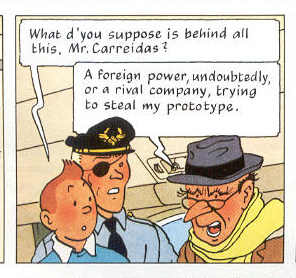 What d'you suppose is behind all
this, Mr. Carreidas?
A foreign power, undoubtedly,
or a rival company, trying
to steal my prototype.